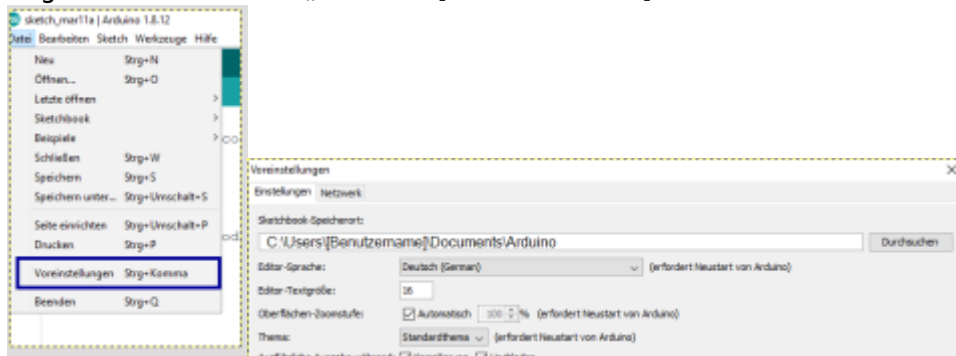 sketch_mar11a | Arduino 1.8.12
Datei Bearbeiten Sketch Werkzeuge Hilfe
Neu Strg+N
Öffnen... Strg+O
Letzte öffnen >
Sketchbook >
Beispiele >
Schließen Strg+W
Speichern Strg+S
Speichern unter... Strg+Umschalt+S
Seite einrichten Strg+Umschalt+P
Drucken Strg+P
Voreinstellungen Strg+Komma
Beenden Strg+Q
Voreinstellungen
Einstellungen Netzwerk
Sketchbook-Speicherort:
C:\Users\[Benutzername]\Documents\Arduino Durchsuchen
Editor-Sprache: Deutsch (German) (erfordert Neustart von Arduino)
Editor-Textgröße: 16
Oberflächen-Zoomstufe: Automatisch 100 % (erfordert Neustart von Arduino)
Thema: Standardthema (erfordert Neustart von Arduino)